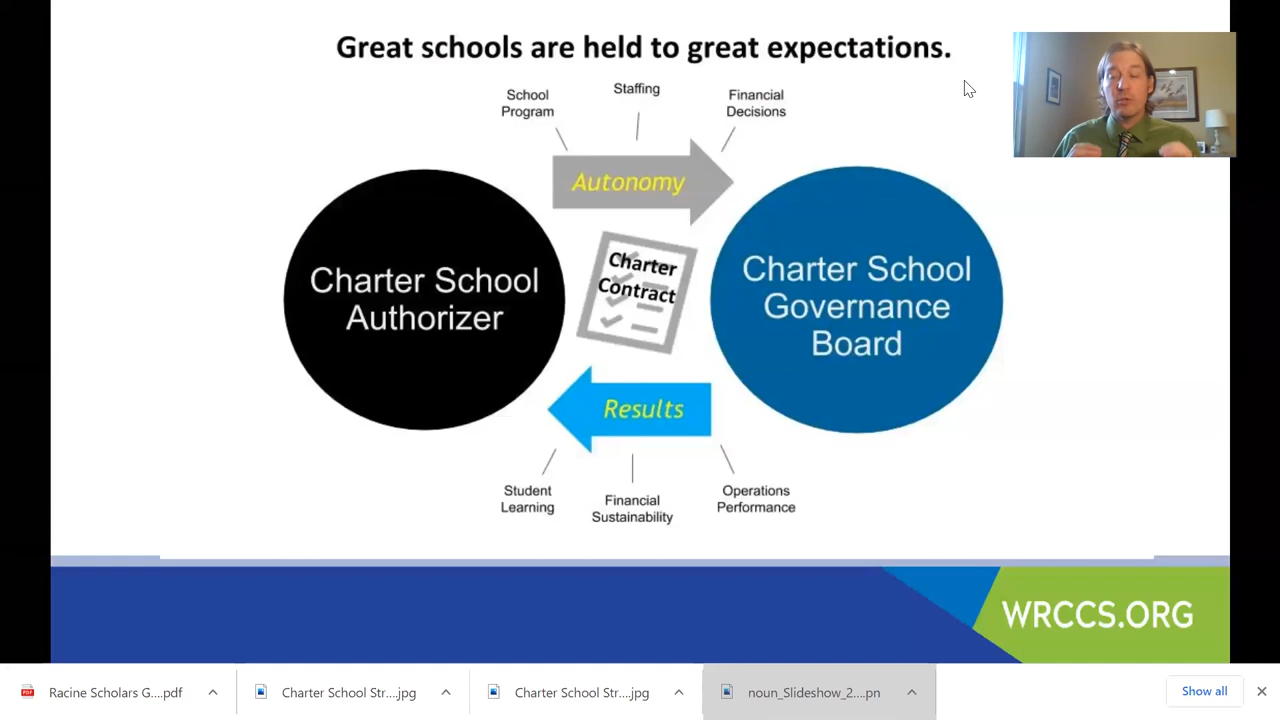 Great schools are held to great expectations.
School
Program
Staffing
Financial
Decisions
Autonomy
Charter School
Authorizer
Charter
Contract
Charter School
Governance
Board
Results
Student
Learning
Financial
Sustainability
Operations
Performance
WRCCS.ORG
PDF
Racine Scholars G....pdf
Charter School Str....jpg
Charter School Str....jpg
noun_Slideshow_2....pn
Show all